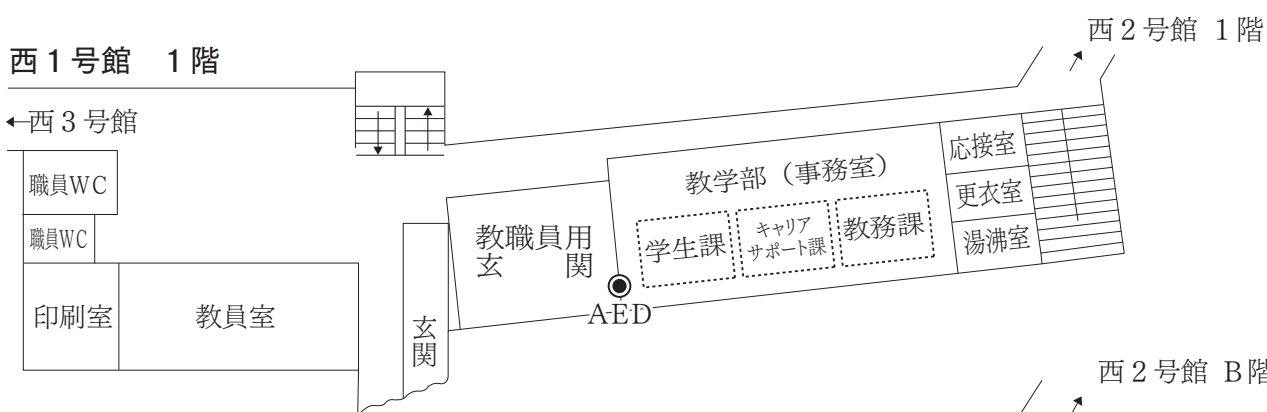 西2号館 1階
西1号館 1階
←西3号館
職員WC
職員WC
印刷室
教員室
玄関
教職員用
玄関
AED
教学部(事務室)
学生課
キャリア
サポート課
教務課
応接室
更衣室
湯沸室
西2号館 B階